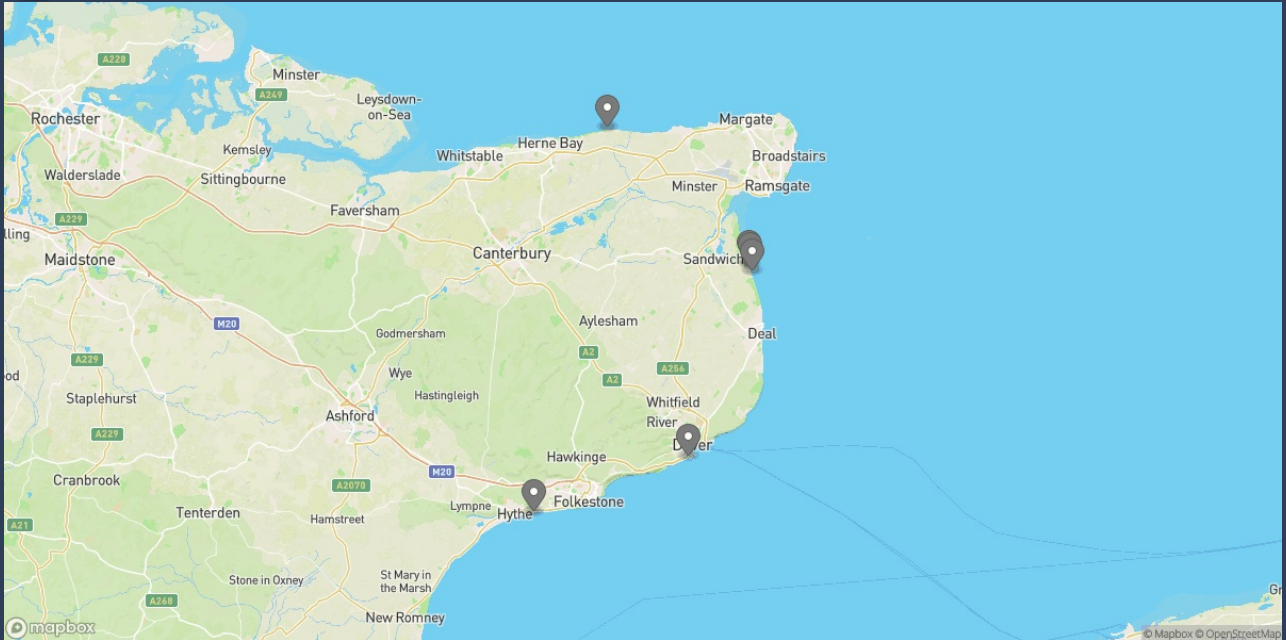 A228
Minster
A249
Leysdown-
on-Sea
Rochester
Margate
Herne Bay
Kemsley
Whitstable
Broadstairs
Walderslade
Sittingbourne
Minster
Ramsgate
Faversham
A229
lling
Canterbury
Maidstone
Sandwich
M20
Aylesham
Godmersham
Deal
A2
A229
A256
Wye
A2
od
Staplehurst
Hastingleigh
Whitfield
Ashford
River
A229
Hawkinge
M20
Cranbrook
A2070
Folkestone
Lympne
Tenterden
Hythe
Hamstreet
A21
Stone in Oxney
St Mary in
the Marsh
A268
New Romney
Gr
mapbox
© Mapbox © OpenStreetMap